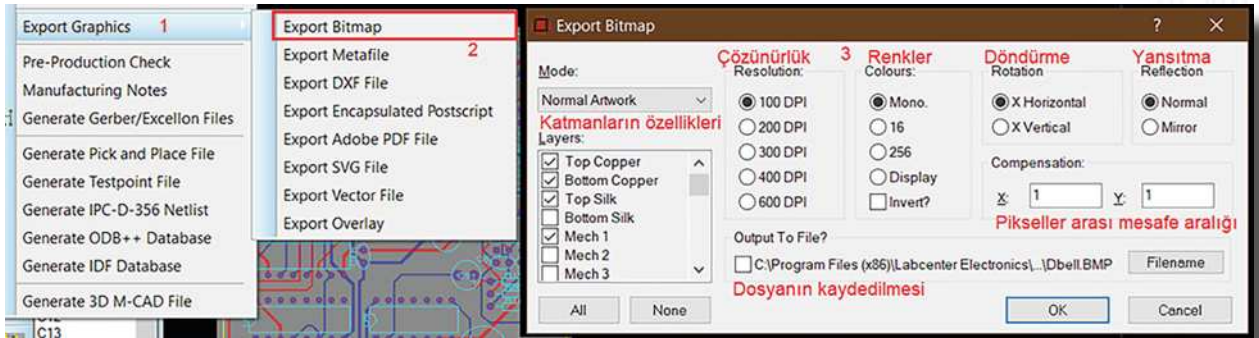 Export Graphics 1
Pre-Production Check
Manufacturing Notes
Generate Gerber/Excellon Files
Generate Pick and Place File
Generate Testpoint File
Generate IPC-D-356 Netlist
Generate ODB++ Database
Generate IDF Database
Generate 3D M-CAD File
C13
Export Bitmap
2
Export Metafile
Export DXF File
Export Encapsulated Postscript
Export Adobe PDF File
Export SVG File
Export Vector File
Export Overlay
Export Bitmap ? ×
Mode:
Normal Artwork
Katmanların özellikleri
Layers:
Top Copper
Bottom Copper
Top Silk
Bottom Silk
Mech 1
Mech 2
Mech 3
All None
Çözünürlük 3
Resolution:
100 DPI
200 DPI
300 DPI
400 DPI
600 DPI
Renkler
Colours:
Mono.
16
256
Display
Invert?
Döndürme
Rotation
X Horizontal
X Vertical
Yansıtma
Reflection
Normal
Mirror
Compensation:
X: 1 Y: 1
Pikseller arası mesafe aralığı
Output To File?
C:\Program Files (x86)\Labcenter Electronics\...\Dbell.BMP Filename
Dosyanın kaydedilmesi
OK Cancel